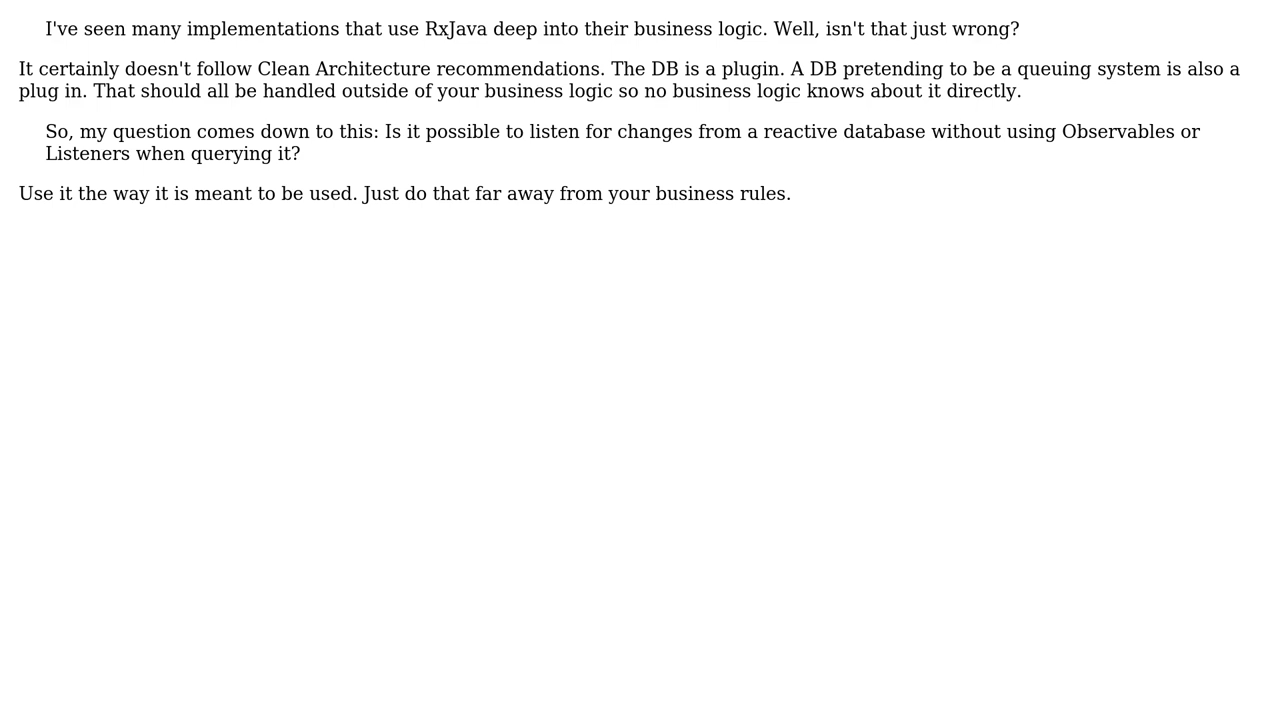 I've seen many implementations that use RxJava deep into their business logic. Well, isn't that just wrong?
It certainly doesn't follow Clean Architecture recommendations. The DB is a plugin. A DB pretending to be a queuing system is also a
plug in. That should all be handled outside of your business logic so no business logic knows about it directly.
So, my question comes down to this: Is it possible to listen for changes from a reactive database without using Observables or
Listeners when querying it?
Use it the way it is meant to be used. Just do that far away from your business rules.